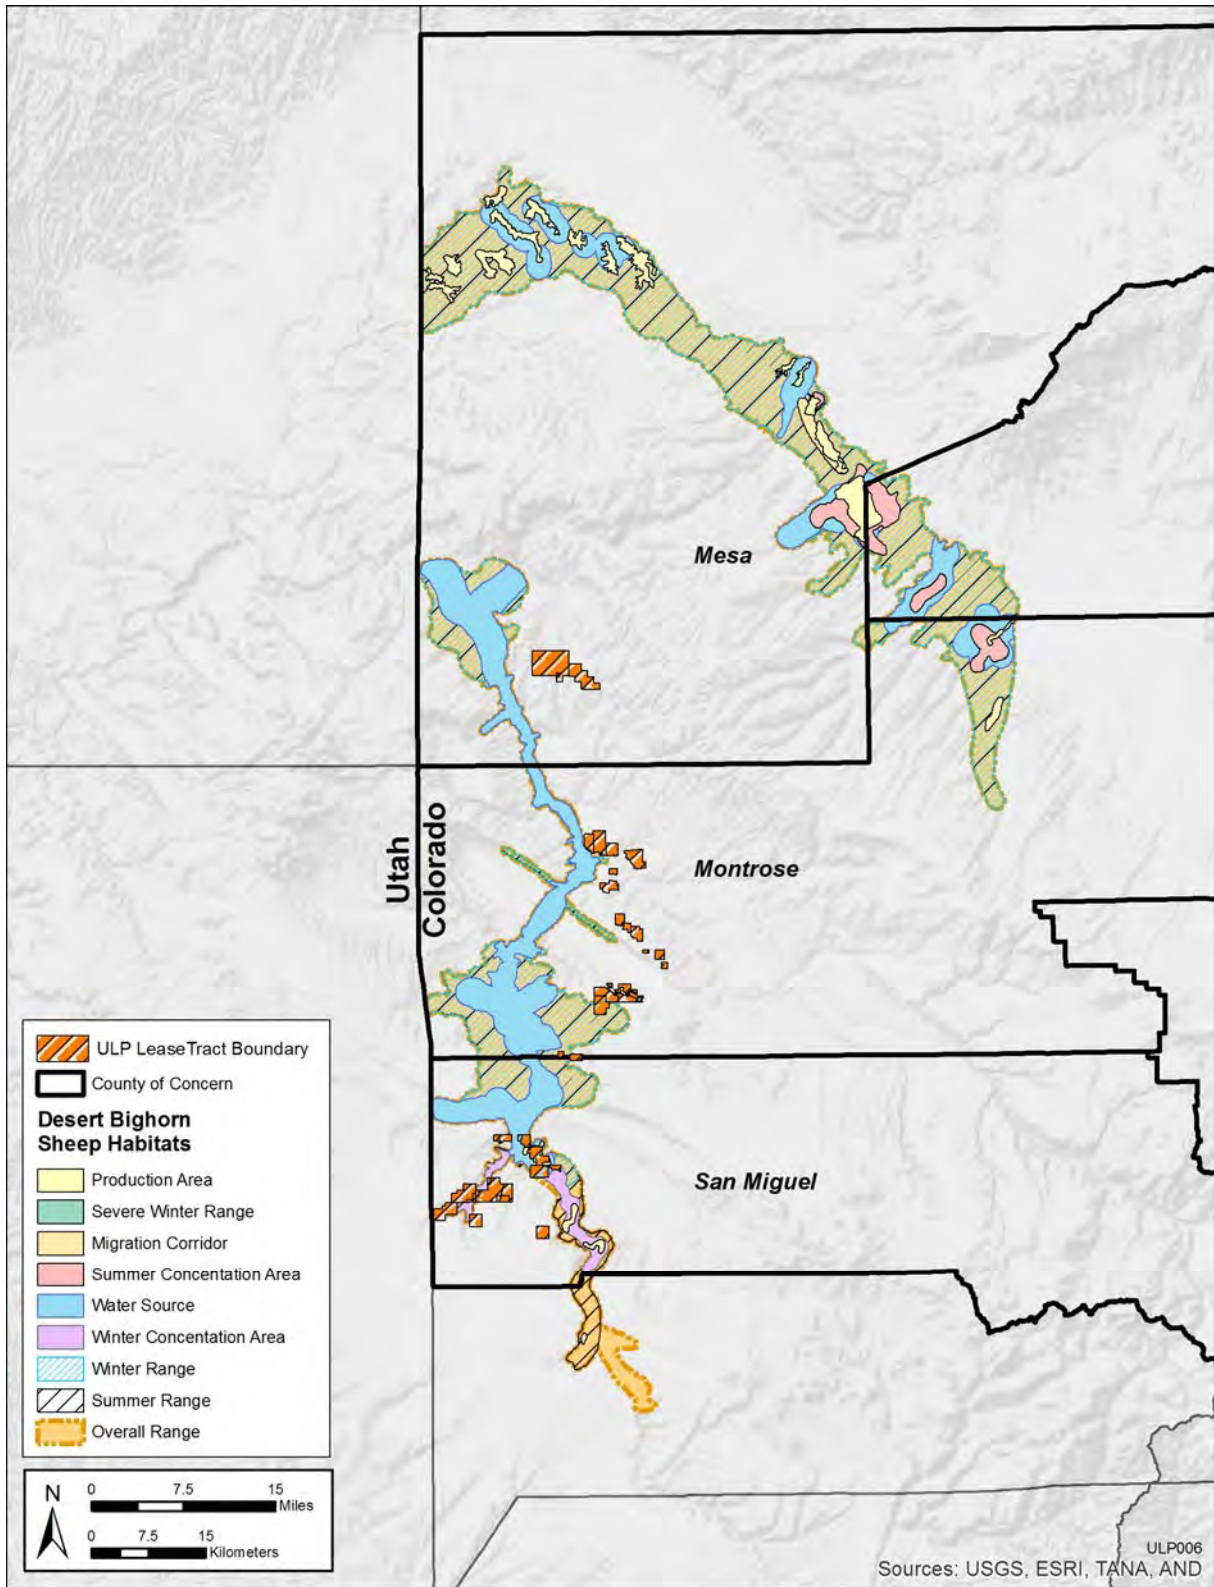 Mesa
Utah
Colorado
Montrose
San Miguel
ULP LeaseTract Boundary
County of Concern
Desert Bighorn
Sheep Habitats
Production Area
Severe Winter Range
Migration Corridor
Summer Concentation Area
Water Source
Winter Concentation Area
Winter Range
Summer Range
Overall Range
N
0 7.5 15
Miles
0 7.5 15
Kilometers
ULP006
Sources: USGS, ESRI, TANA, AND